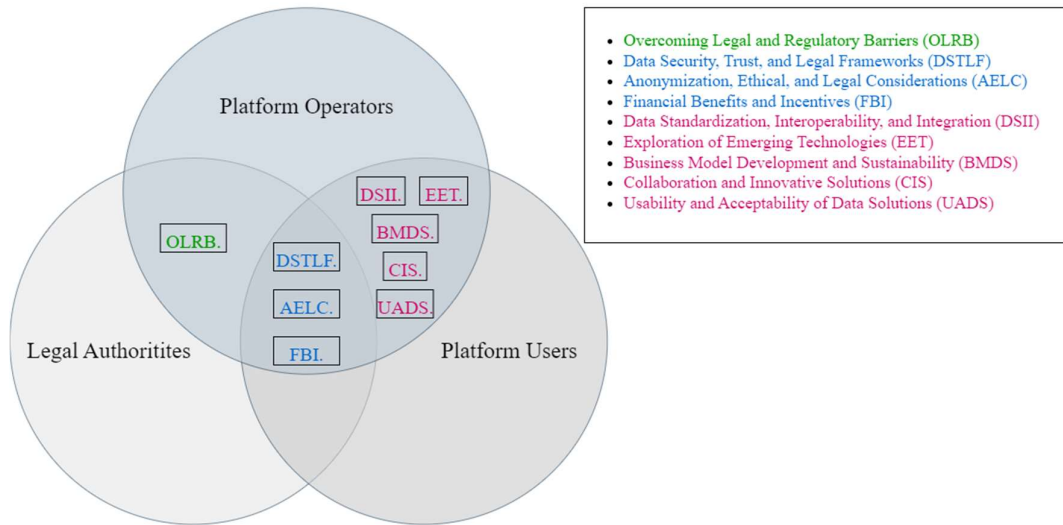 Platform Operators
Legal Authoritites
Platform Users
OLRB.
DSTLF.
AELC.
FBI.
DSII.
EET.
BMDS.
CIS.
UADS.
• Overcoming Legal and Regulatory Barriers (OLRB)
• Data Security, Trust, and Legal Frameworks (DSTLF)
• Anonymization, Ethical, and Legal Considerations (AELC)
• Financial Benefits and Incentives (FBI)
• Data Standardization, Interoperability, and Integration (DSII)
• Exploration of Emerging Technologies (EET)
• Business Model Development and Sustainability (BMDS)
• Collaboration and Innovative Solutions (CIS)
• Usability and Acceptability of Data Solutions (UADS)